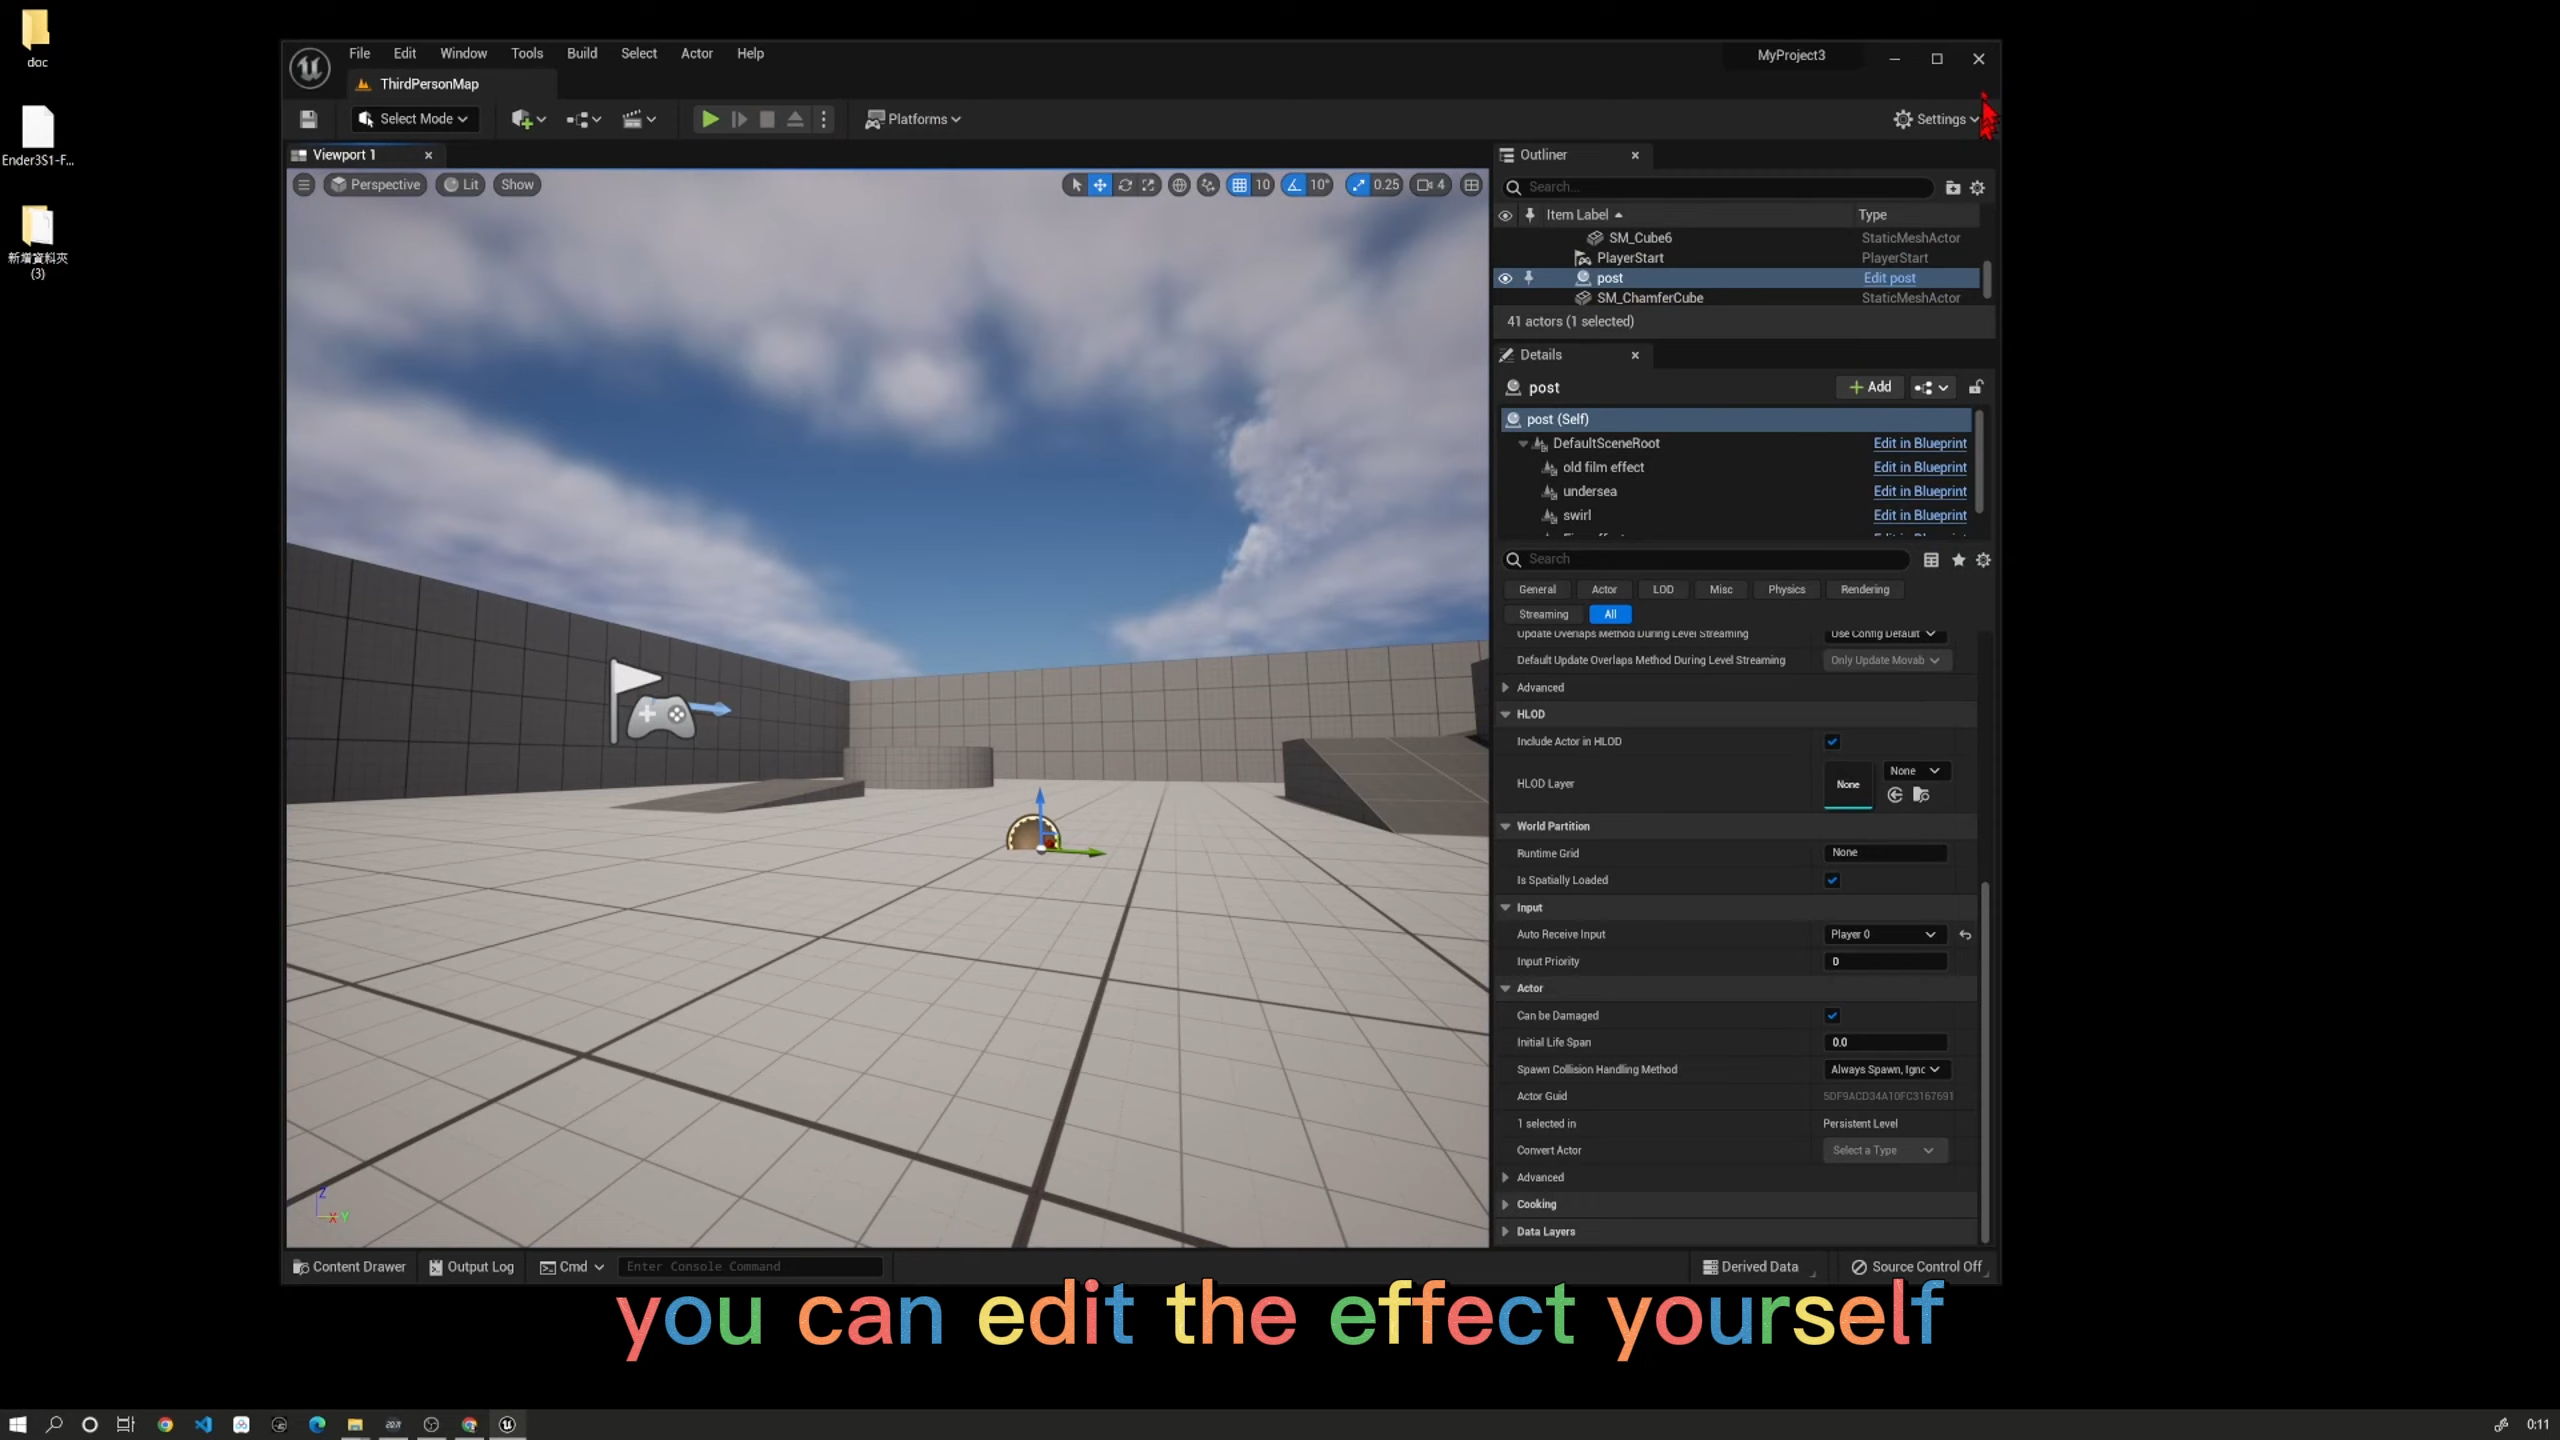 doc
Ender3S1-F...
新增資料夾
(3)
File Edit Window Tools Build Select Actor Help
MyProject3
ThirdPersonMap
Select Mode
Platforms
Settings
Viewport 1
Perspective Lit Show
10 10° 0.25 4
Outliner
Search...
Item Label Type
SM_Cube6 StaticMeshActor
PlayerStart PlayerStart
post Edit post
SM_ChamferCube StaticMeshActor
41 actors (1 selected)
Details
post
Add
post (Self)
DefaultSceneRoot Edit in Blueprint
old film effect Edit in Blueprint
undersea Edit in Blueprint
swirl Edit in Blueprint
Search
General Actor LOD Misc Physics Rendering
Streaming All
Update Overlaps Method During Level Streaming Use Config Default
Default Update Overlaps Method During Level Streaming Only Update Movab
Advanced
HLOD
Include Actor in HLOD
HLOD Layer None None
World Partition
Runtime Grid None
Is Spatially Loaded
Input
Auto Receive Input Player 0
Input Priority 0
Actor
Can be Damaged
Initial Life Span 0.0
Spawn Collision Handling Method Always Spawn, Ignc
Actor Guid 5DF9ACD34A10FC3167691
1 selected in Persistent Level
Convert Actor Select a Type
Advanced
Cooking
Data Layers
Z
X Y
Content Drawer Output Log Cmd Enter Console Command
Derived Data Source Control Off
you can edit the effect yourself
0:11